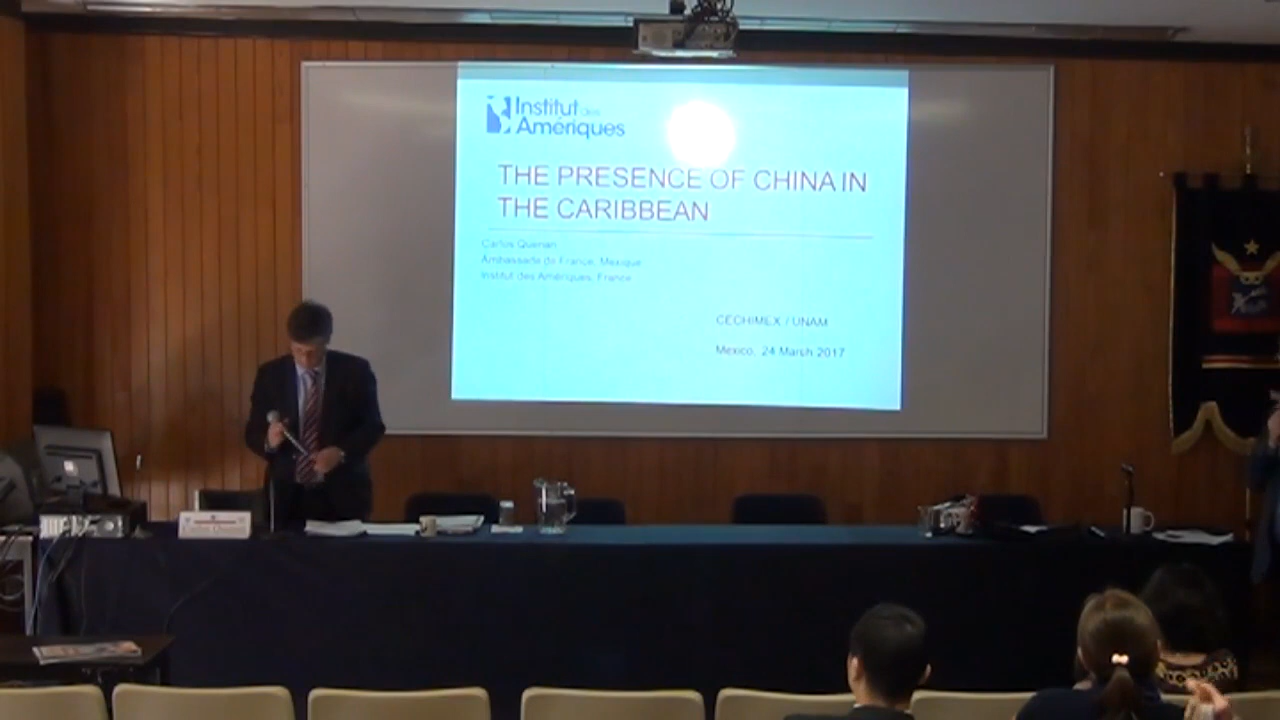 Institut des
Amériques
THE PRESENCE OF CHINA IN
THE CARIBBEAN
Carlos Quenan
Ambassade de France, Mexique
Institut des Amériques, France
CECHIMEX / UNAM
Mexico, 24 March 2017